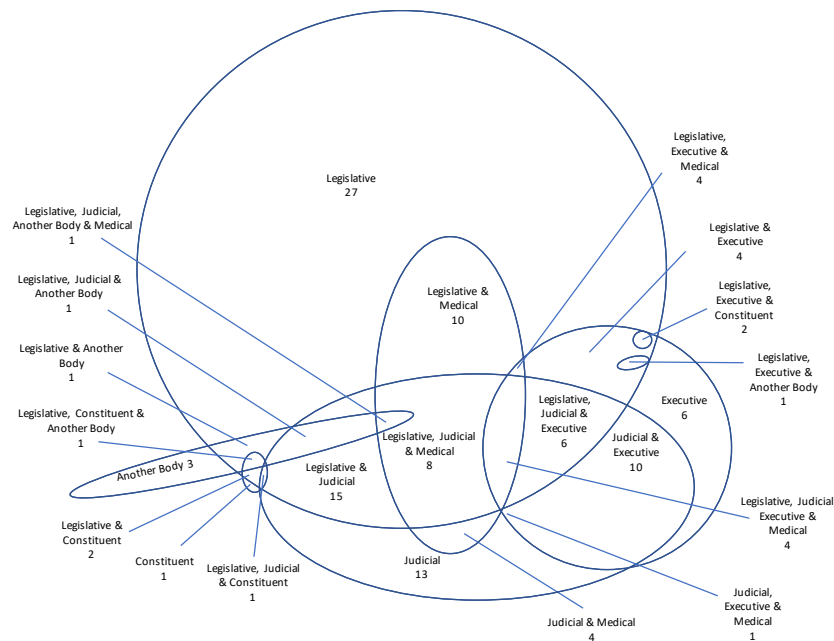 Legislative,
Executive &
Medical
4
Legislative
27
Legislative, Judicial,
Another Body & Medical
1
Legislative &
Executive
4
Legislative, Judicial &
Another Body
1
Legislative &
Medical
10
Legislative,
Executive &
Constituent
2
Legislative & Another
Body
1
Legislative,
Executive &
Another Body
1
Legislative, Constituent &
Another Body
1
Legislative,
Judicial &
Executive
6
Executive
6
Legislative, Judicial
& Medical
8
Judicial &
Executive
10
Another Body 3
Legislative &
Judicial
15
Legislative, Judicial
Executive &
Medical
4
Legislative &
Constituent
2
Constituent
1
Legislative, Judicial
& Constituent
1
Judicial
13
Judicial,
Executive &
Medical
1
Judicial & Medical
4